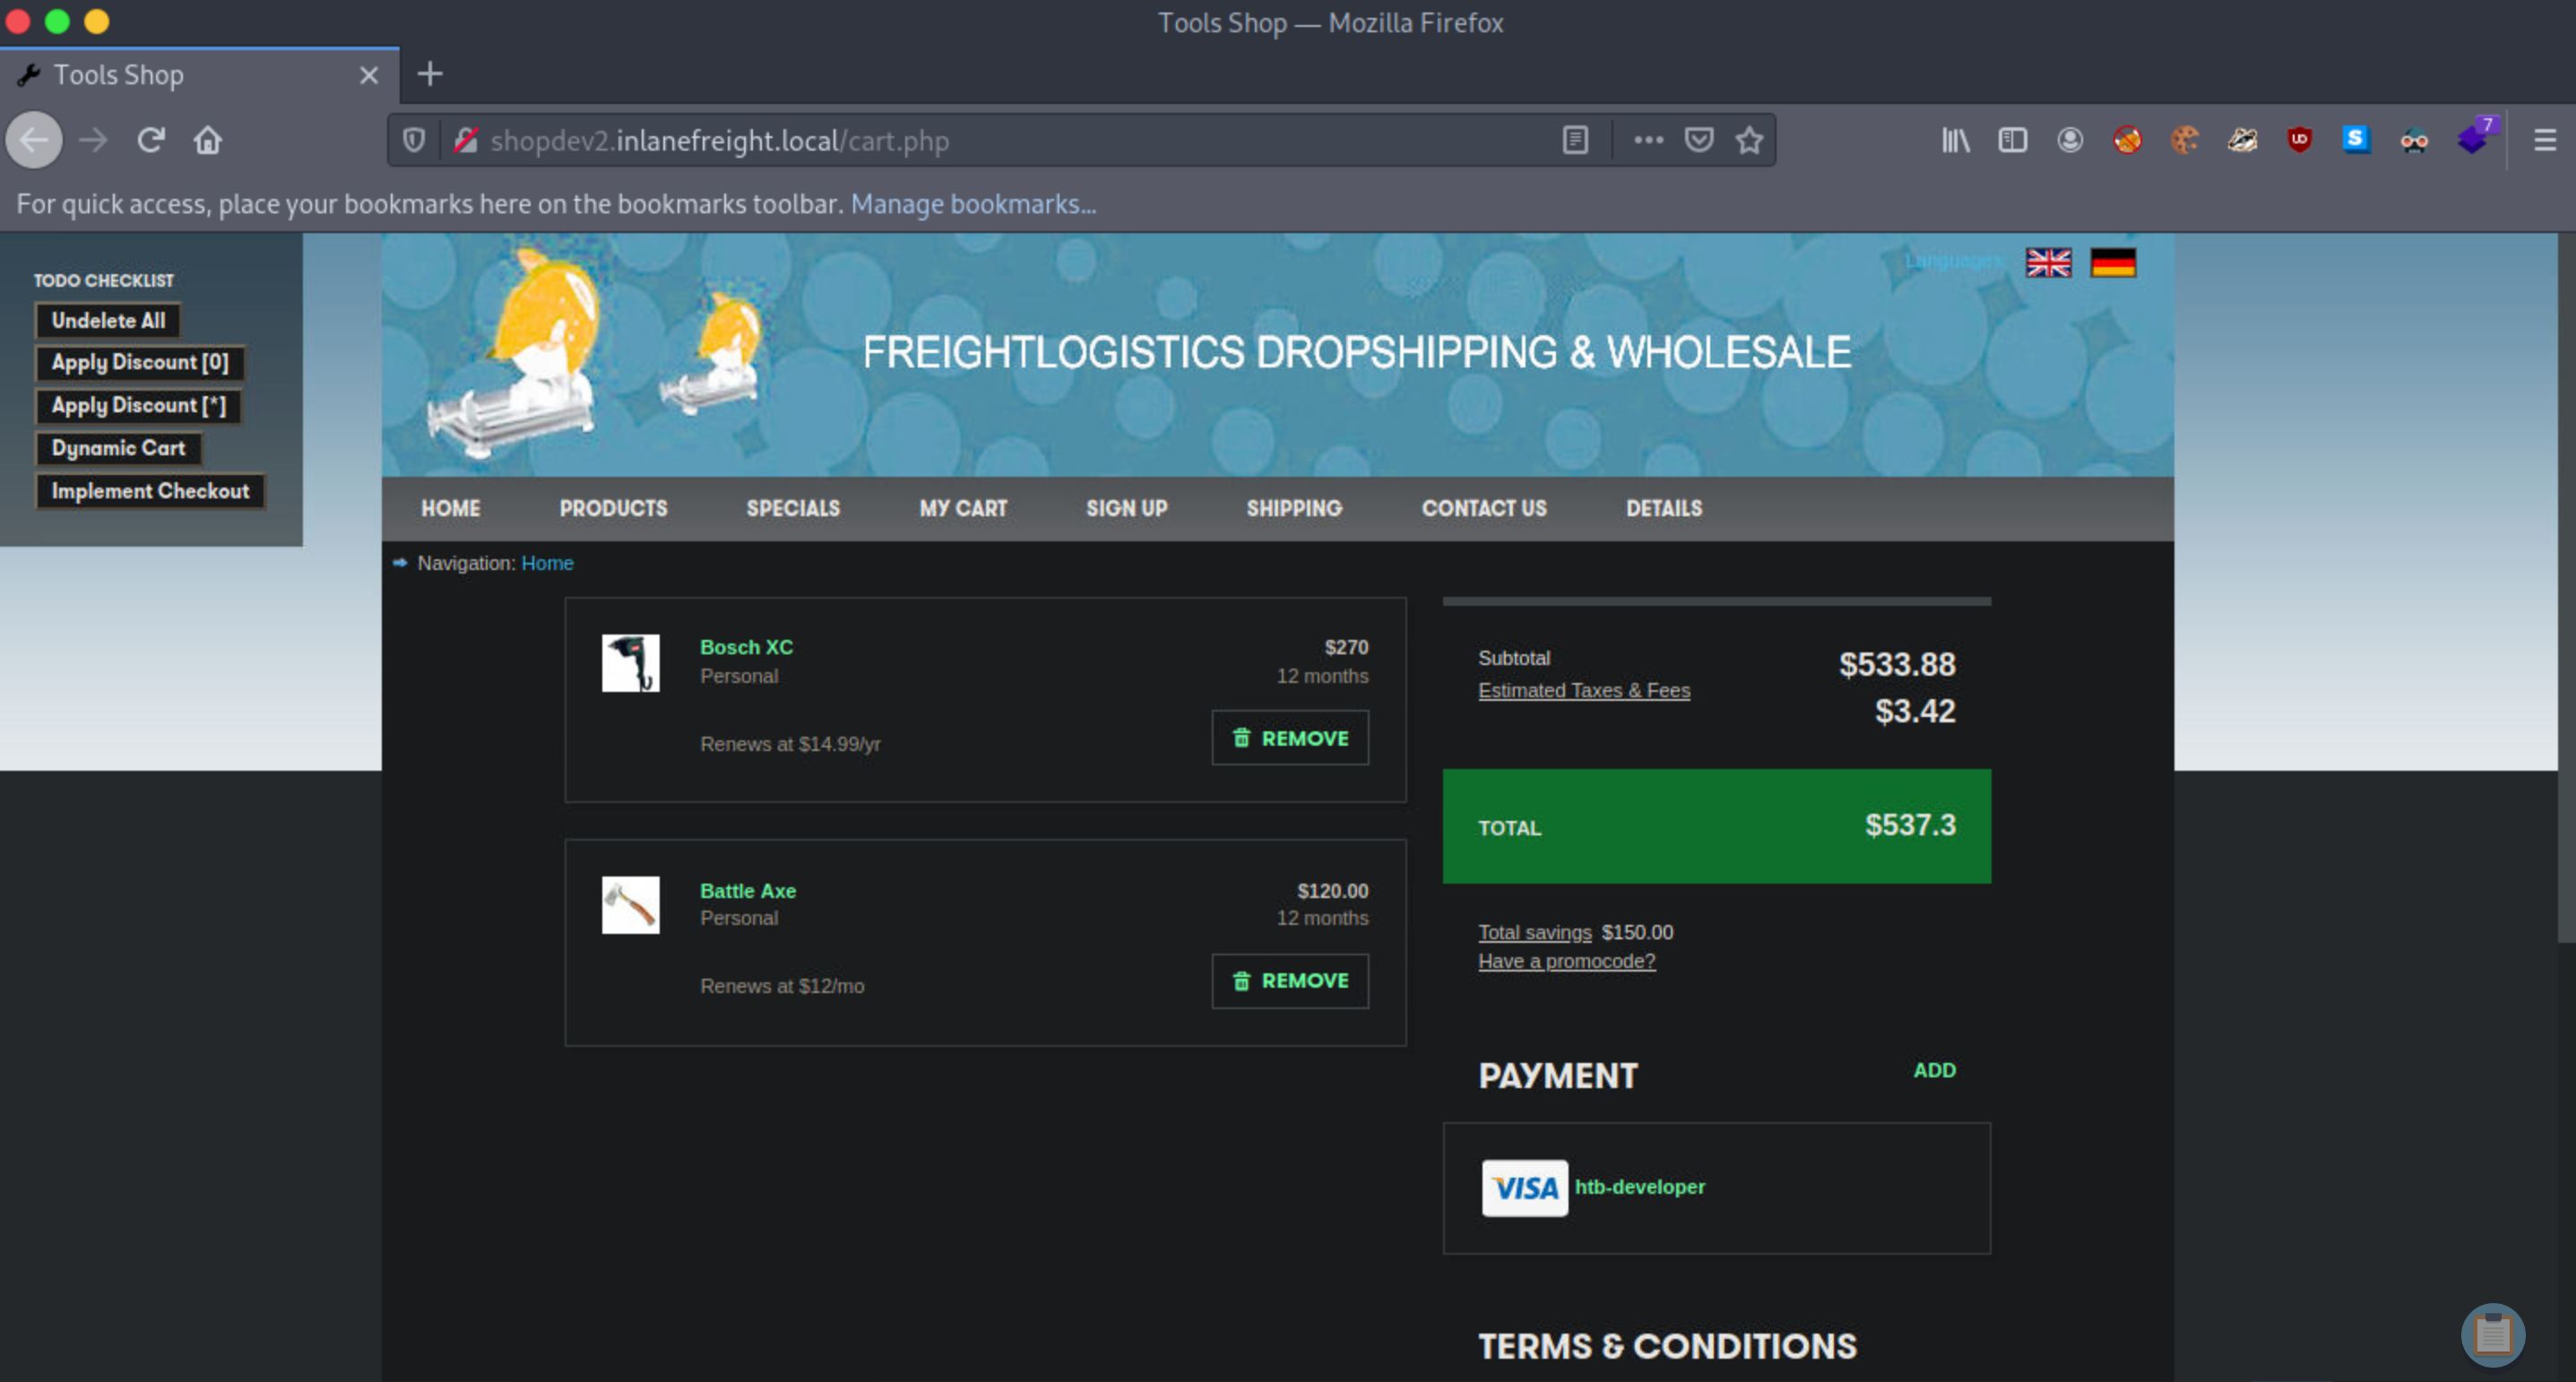 Tools Shop — Mozilla Firefox
Tools Shop
shopdev2.inlanefreight.local/cart.php
7
For quick access, place your bookmarks here on the bookmarks toolbar. Manage bookmarks...
Languages
TODO CHECKLIST
Undelete All
Apply Discount [0]
Apply Discount [*]
Dynamic Cart
Implement Checkout
FREIGHTLOGISTICS DROPSHIPPING & WHOLESALE
HOME PRODUCTS SPECIALS MY CART SIGN UP SHIPPING CONTACT US DETAILS
Navigation: Home
Bosch XC $270
Personal 12 months
Renews at $14.99/yr REMOVE
Battle Axe $120.00
Personal 12 months
Renews at $12/mo REMOVE
Subtotal $533.88
Estimated Taxes & Fees $3.42
TOTAL $537.3
Total savings $150.00
Have a promocode?
PAYMENT ADD
VISA htb-developer
TERMS & CONDITIONS